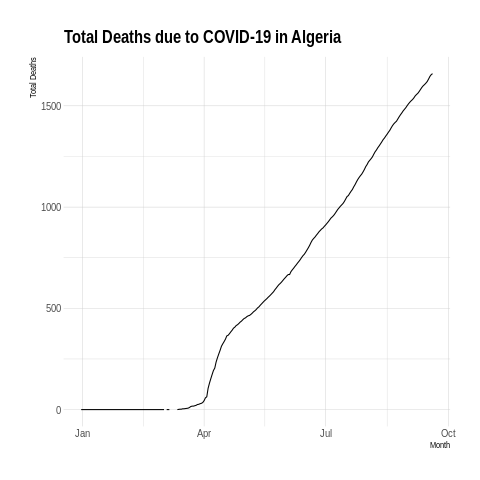 Total Deaths due to COVID-19 in Algeria
Total Deaths
1500
1000
500
0
Jan Apr Jul Oct
Month